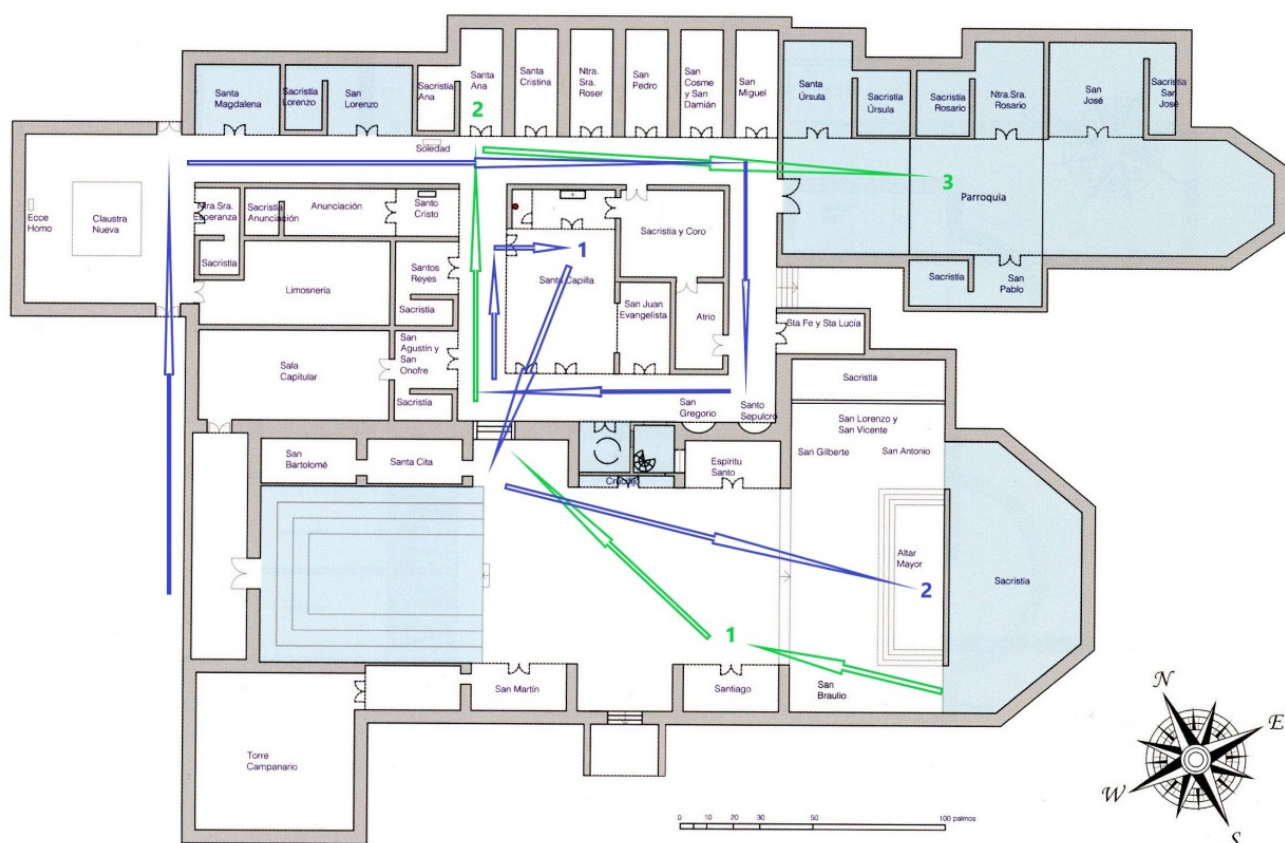 Santa
Magdalena
Sacristía
Lorenzo
San
Lorenzo
Sacristía
Ana
Santa
Ana
2
Santa
Cristina
Ntra.
Sra.
Roser
San
Pedro
San
Cosme
y San
Damián
San
Miguel
Santa
Úrsula
Sacristía
Úrsula
Sacristía
Rosario
Ntra.Sra.
Rosario
San
José
Sacristía
San
José
Soledad
3
Parroquia
Ecce
Homo
Claustra
Nueva
Ntra.Sra.
Esperanza
Sacristía
Anunciación
Anunciación
Santo
Cristo
Sacristía y Coro
1
Santa Capilla
Sacristía
Limosnería
Santos
Reyes
Sacristía
San Juan
Evangelista
Atrio
Sacristía
San
Pablo
Sta Fe y Sta Lucía
Sala
Capitular
San
Agustín y
San
Onofre
Sacristía
San
Gregorio
Santo
Sepulcro
Sacristía
San Lorenzo y
San Vicente
San Gilberte
San Antonio
San
Bartolomé
Santa Cita
Crucifijo
Espíritu
Santo
Altar
Mayor
2
Sacristía
1
San Martín
Santiago
San
Braulio
Torre
Campanario
N
E
W
S
0 10 20 30 50 100 palmos